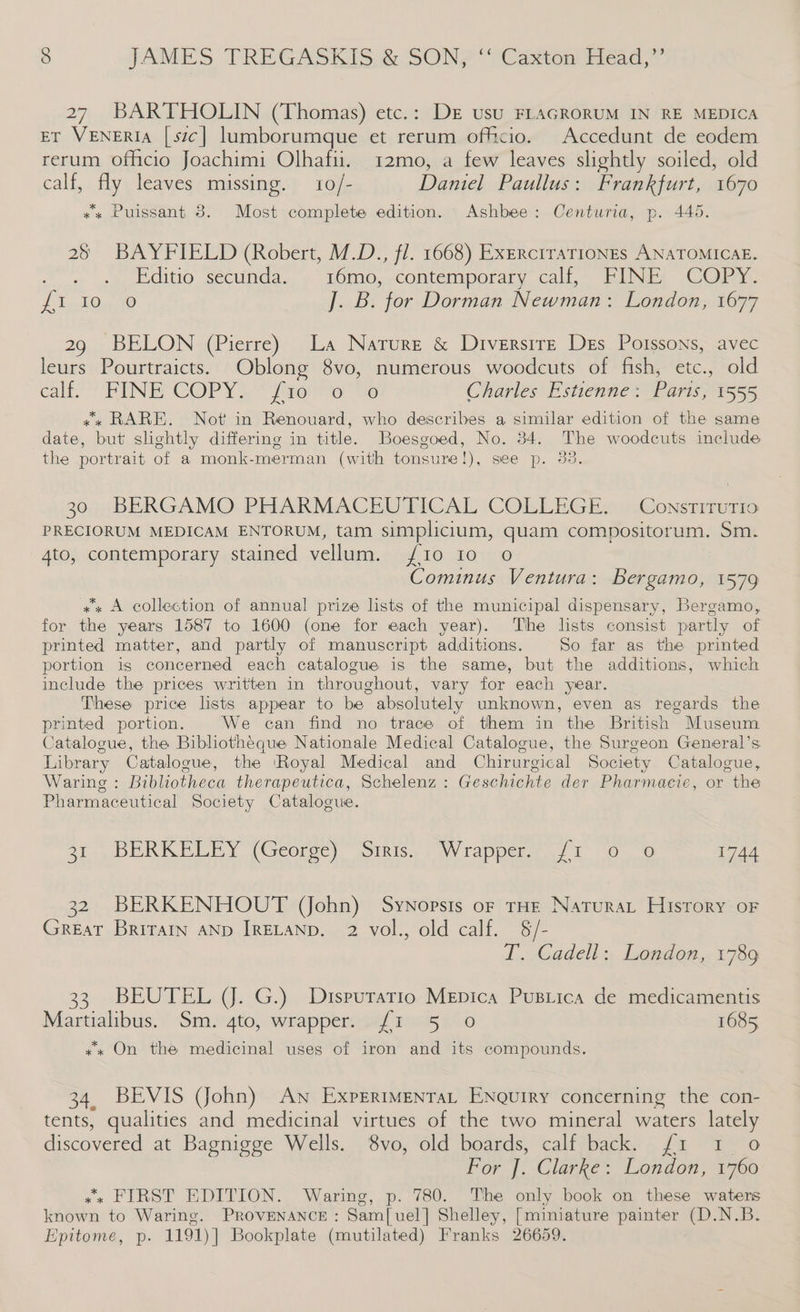 8 JAMES TREGASKIS & SON, “ Caxton Head,”
27 BARTHOLIN (Thomas) etc.: De usu flagrorum in re medica
et Veneria [sic] lumborumque et rerum officio. Accedunt de eodem
rerum officio Joachimi Olhafii. 12mo, a few leaves slightly soiled, old
calf, fly leaves missing. 10/- Daniel Paullus: Frankfurt, 1670
*** Puissant 3. Most complete edition. Ashbee: Centuria, p. 445.
28 BAYFIELD (Robert, M.D., fl. 1668) Exercitationes Anatomicae.
. . . Editio secunda. 16mo, contemporary calf, FINE COPY.
£1 10 0 J. B. for Dorman Newman: London, 1677
29 BELON (Pierre) La Nature & Diversite Des Poissons, avec
leurs Pourtraicts. Oblong 8vo, numerous woodcuts of fish, etc., old
calf. FINE COPY. £10 0 0 Charles Estienne: Paris, 1555
*** RARE. Not in Renouard, who describes a similar edition of the same
date, but slightly differing in title. Boesgoed, No. 34. The woodcuts include
the portrait of a monk-merman (with tonsure!), see p. 33.
30 BERGAMO PHARMACEUTICAL COLLEGE. Constitutio
preciorum medicam entorum, tam simplicium, quam compositorum. Sm.
4to, contemporary stained vellum. £10 10 0
Cominus Ventura: Bergamo, 1579
*** A collection of annual prize lists of the municipal dispensary, Bergamo,
for the years 1587 to 1600 (one for each year). The lists consist partly of
printed matter, and partly of manuscript additions. So far as the printed
portion is concerned each catalogue is the same, but the additions, which
include the prices written in throughout, vary for each year.
These price lists appear to be absolutely unknown, even as regards the
printed portion. We can find no trace of them in the British Museum
Catalogue, the Bibliothèque Nationale Medical Catalogue, the Surgeon General’s
Library Catalogue, the Royal Medical and Chirurgical Society Catalogue,
Waring: Bibliotheca therapeutica, Schelenz: Geschichte der Pharmacie, or the
Pharmaceutical Society Catalogue.
31 BERKELEY (George) Siris. Wrapper. £1 0 0 1744
32 BERKENHOUT (John) Synopsis of the Natural History of
Great Britain and Ireland. 2 vol., old calf. 8/-
T. Cadell: London, 1789
33 BEUTEL (J. G.) Disputatio Medica Publica de medicamentis
Martialibus. Sm. 4to, wrapper. £1 5 0 1685
*** On the medicinal uses of iron and its compounds.
34 BEVIS (John) An Experimental Enquiry concerning the con-
tents, qualities and medicinal virtues of the two mineral waters lately
discovered at Bagnigge Wells. 8vo, old boards, calf back. £1 1 0
For J. Clarke: London, 1760
*** FIRST EDITION. Waring, p. 780. The only book on these waters
known to Waring. Provenance: Sam[uel] Shelley, [miniature painter (D.N.B.
Epitome, p. 1191)] Bookplate (mutilated) Franks 26659.